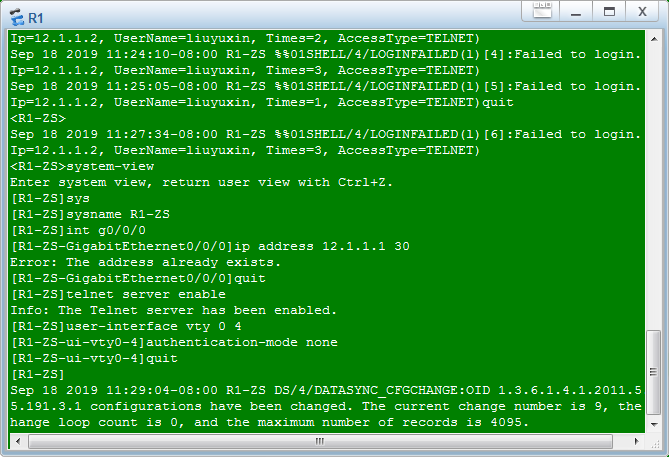 R1
Ip=12.1.1.2, UserName=liuyuxin, Times=2, AccessType=TELNET)
Sep 18 2019 11:24:10-08:00 R1-ZS %%01SHELL/4/LOGINFAILED(l)[4]:Failed to login.
Ip=12.1.1.2, UserName=liuyuxin, Times=3, AccessType=TELNET)
Sep 18 2019 11:25:05-08:00 R1-ZS %%01SHELL/4/LOGINFAILED(l)[5]:Failed to login.
Ip=12.1.1.2, UserName=liuyuxin, Times=1, AccessType=TELNET)quit
<R1-ZS>
Sep 18 2019 11:27:34-08:00 R1-ZS %%01SHELL/4/LOGINFAILED(l)[6]:Failed to login.
Ip=12.1.1.2, UserName=liuyuxin, Times=3, AccessType=TELNET)
<R1-ZS>system-view
Enter system view, return user view with Ctrl+Z.
[R1-ZS]sys
[R1-ZS]sysname R1-ZS
[R1-ZS]int g0/0/0
[R1-ZS-GigabitEthernet0/0/0]ip address 12.1.1.1 30
Error: The address already exists.
[R1-ZS-GigabitEthernet0/0/0]quit
[R1-ZS]telnet server enable
Info: The Telnet server has been enabled.
[R1-ZS]user-interface vty 0 4
[R1-ZS-ui-vty0-4]authentication-mode none
[R1-ZS-ui-vty0-4]quit
[R1-ZS]
Sep 18 2019 11:29:04-08:00 R1-ZS DS/4/DATASYNC_CFGCHANGE:OID 1.3.6.1.4.1.2011.5
5.191.3.1 configurations have been changed. The current change number is 9, the
hange loop count is 0, and the maximum number of records is 4095.